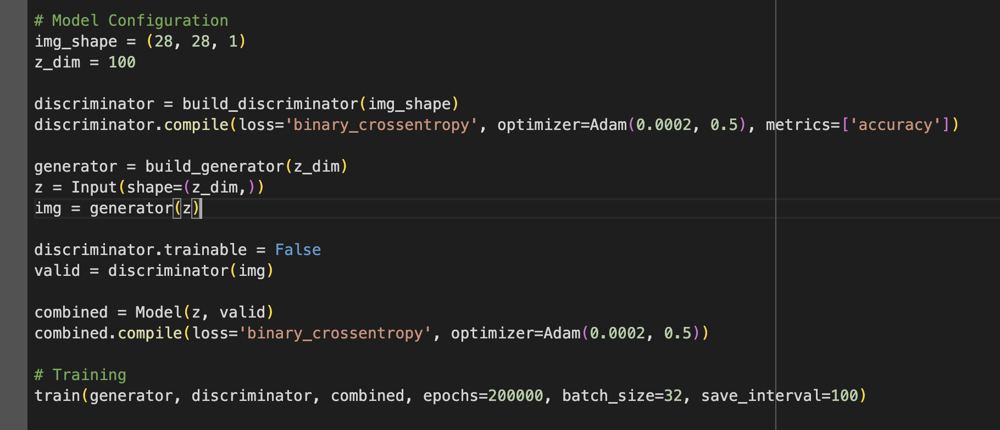 # Model Configuration
img_shape = (28, 28, 1)
z_dim = 100
discriminator = build_discriminator(img_shape)
discriminator.compile(loss='binary_crossentropy', optimizer=Adam(0.0002, 0.5), metrics=['accuracy'])
generator = build_generator(z_dim)
z = Input(shape=(z_dim,))
img = generator(z)
discriminator.trainable = False
valid = discriminator(img)
combined = Model(z, valid)
combined.compile(loss='binary_crossentropy', optimizer=Adam(0.0002, 0.5))
# Training
train(generator, discriminator, combined, epochs=200000, batch_size=32, save_interval=100)